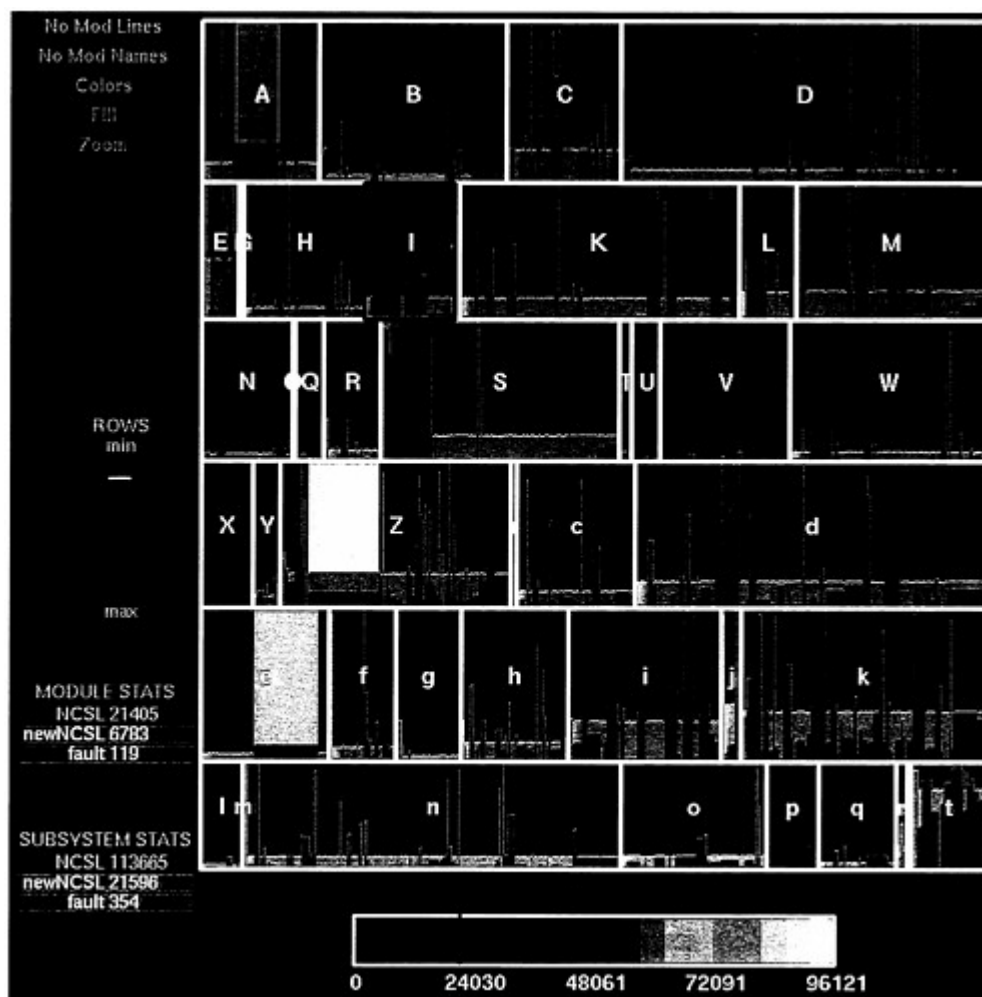 No Mod Lines
No Mod Names
Colors
Fill
Zoom
A B C D
E G H I K L M
N Q R S T U V W
ROWS
min
X Y Z c d
max
f g h i j k
MODULE STATS
NCSL 21405
newNCSL 6783
fault 119
l m n o p q t
SUBSYSTEM STATS
NCSL 113665
newNCSL 21596
fault 354
0 24030 48061 72091 96121